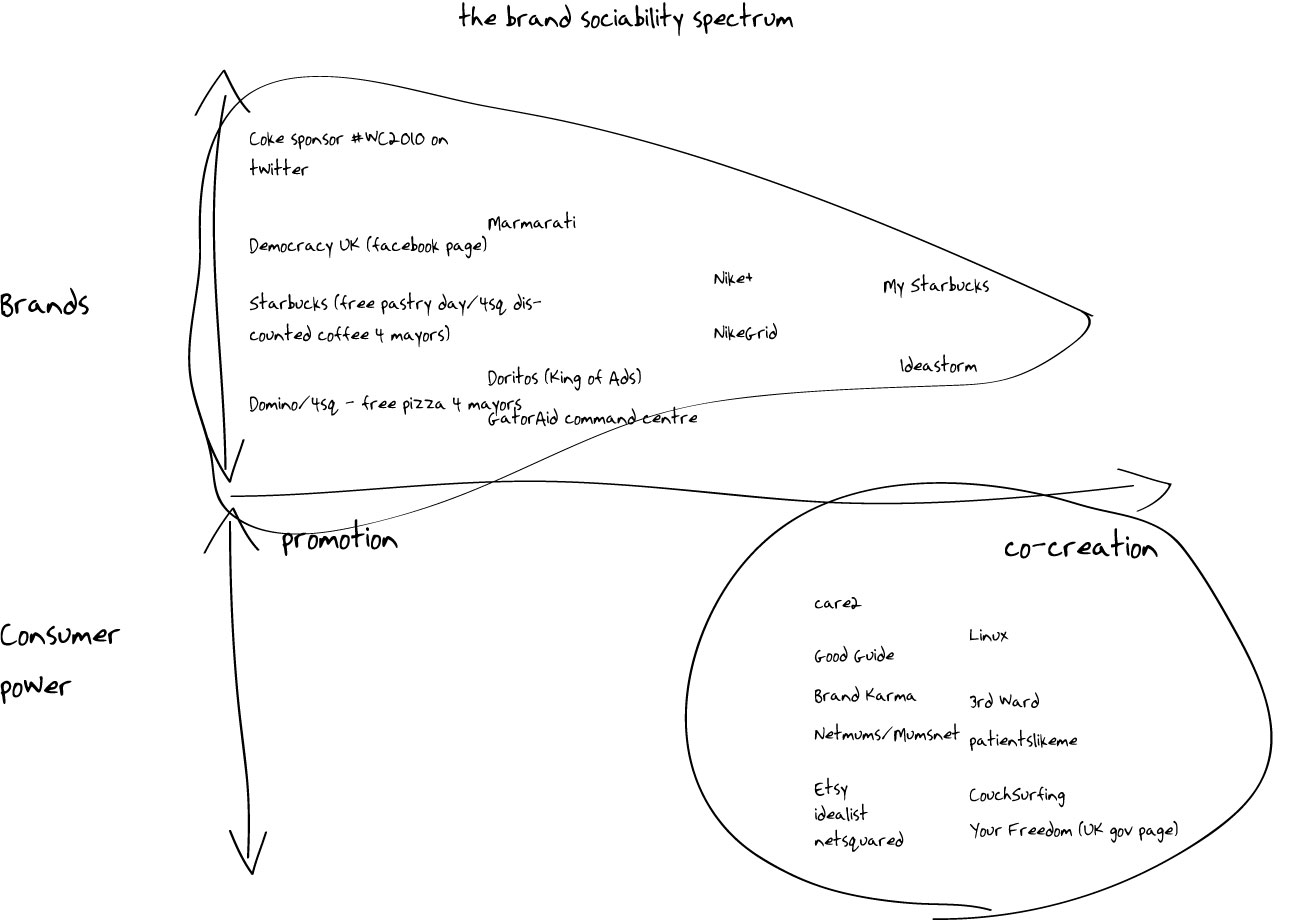 the brand sociability spectrum
Coke sponsor #WC2010 on
twitter
Marmarati
Democracy UK (facebook page)
Nike+
My Starbucks
Brands
Starbucks (free pastry day/4sq dis-
counted coffee 4 mayors)
NikeGrid
Ideastorm
Doritos (King of Ads)
Domino/4sq - free pizza 4 mayors
GatorAid command centre
promotion
co-creation
Consumer
power
care2
Good Guide
Brand Karma
Netmums/Mumsnet
Etsy
idealist
netsquared
Linux
3rd Ward
patientslikeme
CouchSurfing
Your Freedom (UK gov page)